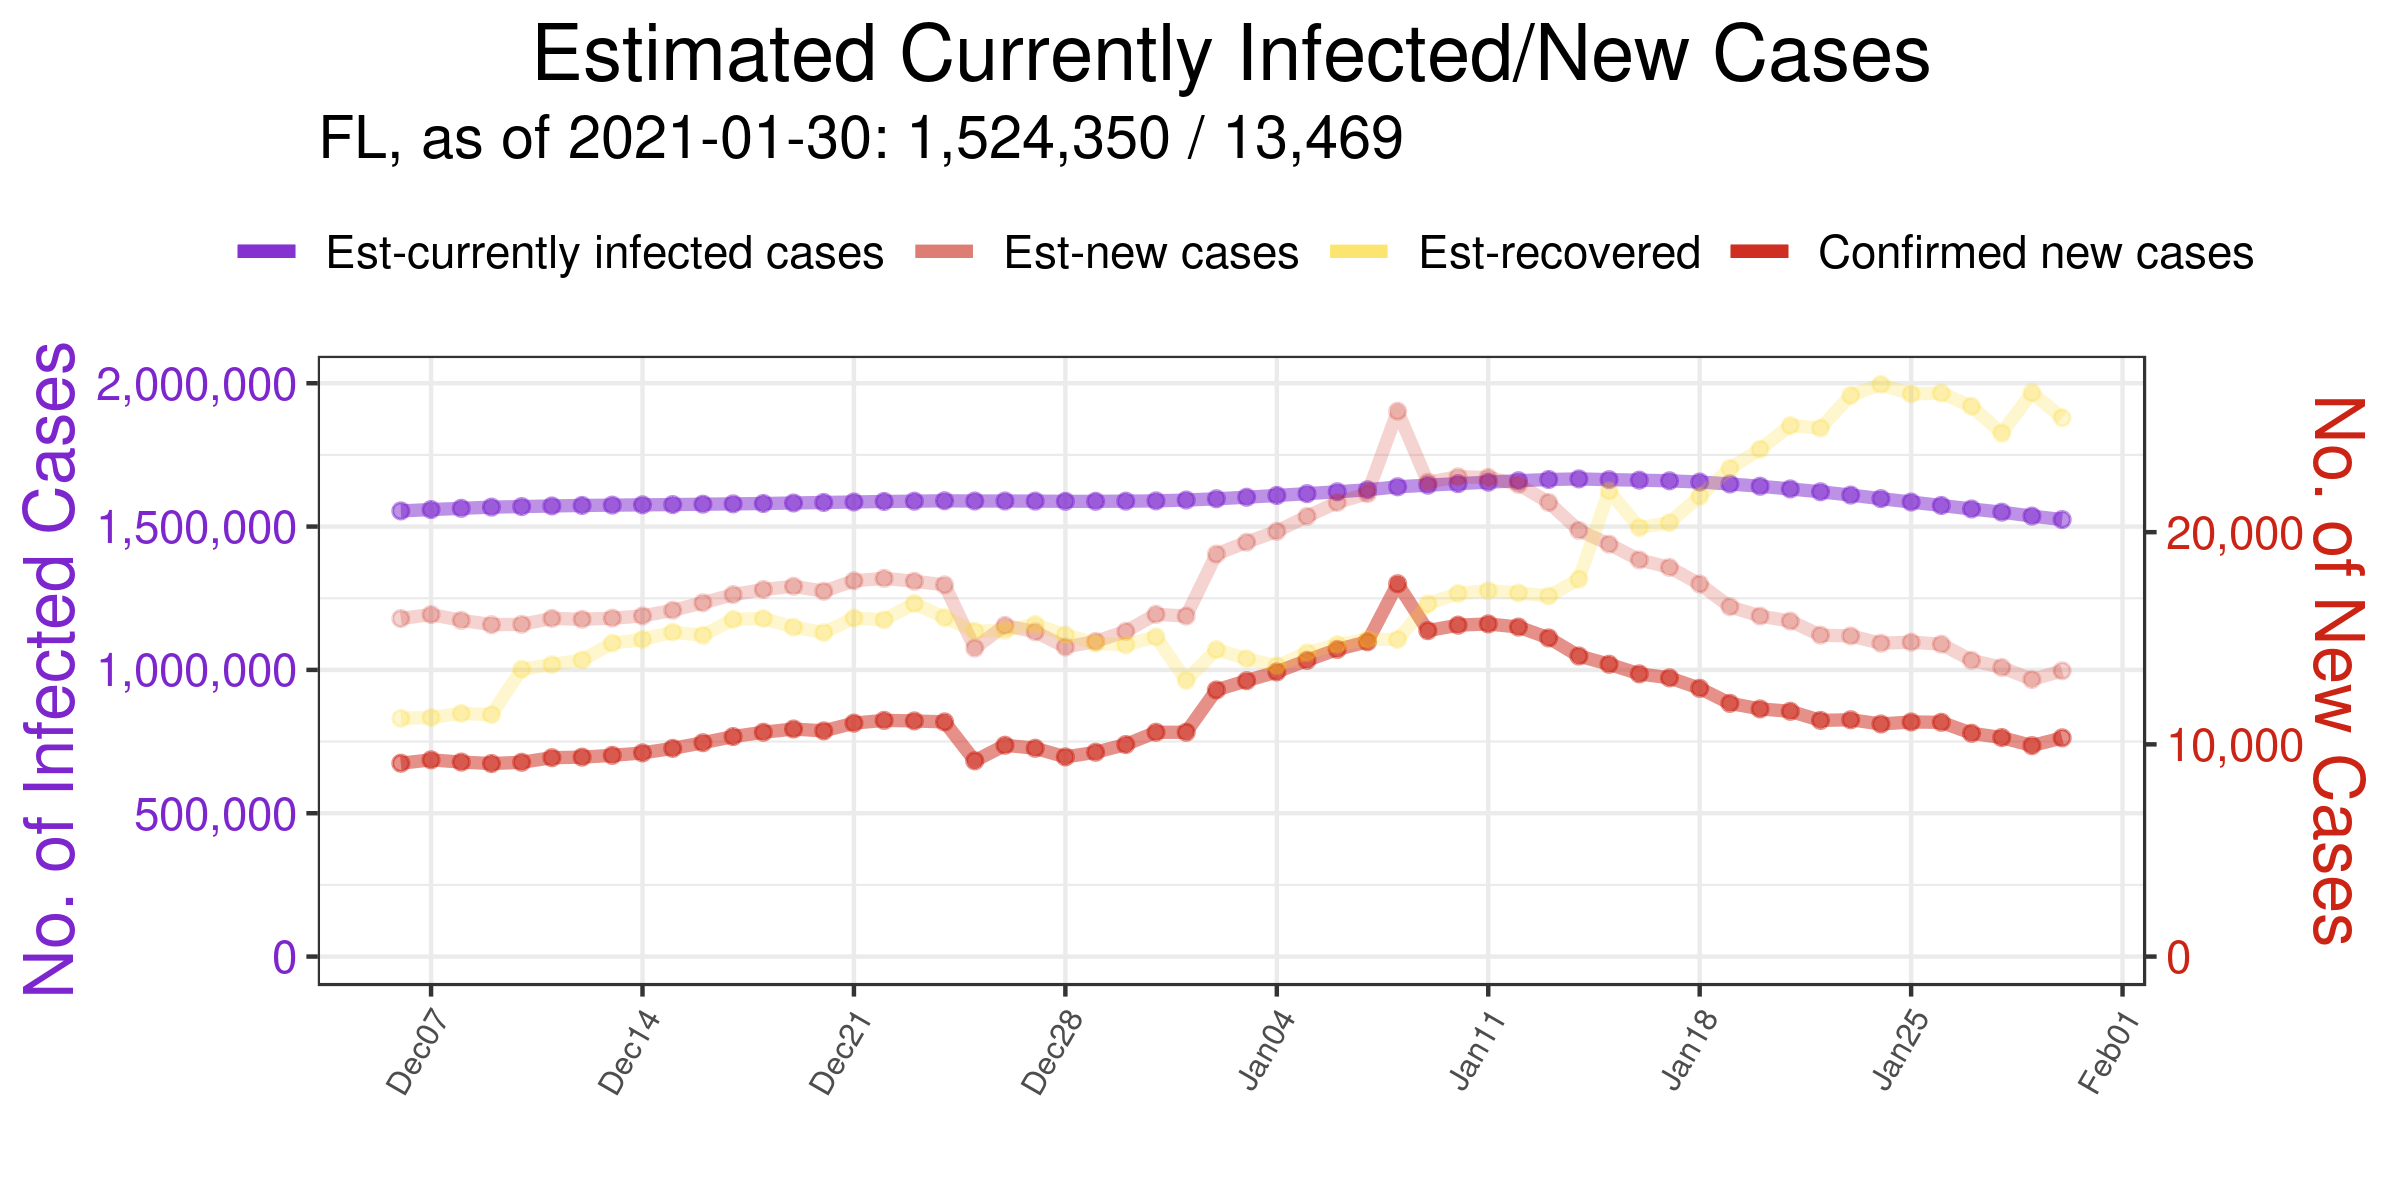 Estimated Currently Infected/New Cases
FL, as of 2021-01-30: 1,524,350 / 13,469
Est-currently infected cases Est-new cases Est-recovered Confirmed new cases
No. of Infected Cases
2,000,000
1,500,000
1,000,000
500,000
0
20,000
10,000
0
No. of New Cases
Dec07 Dec14 Dec21 Dec28 Jan04 Jan11 Jan18 Jan25 Feb01